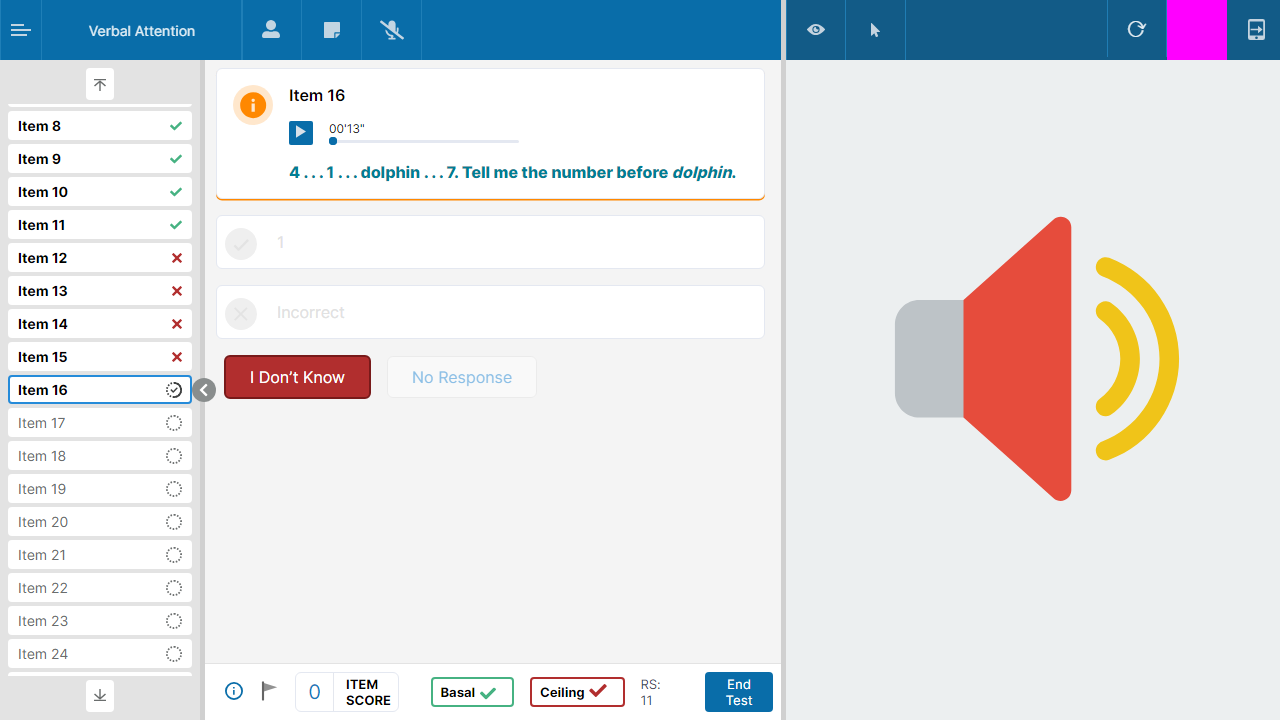 Verbal Attention
Item 8
Item 9
Item 10
Item 11
Item 12
Item 13
Item 14
Item 15
Item 16
Item 17
Item 18
Item 19
Item 20
Item 21
Item 22
Item 23
Item 24
Item 16
00'13"
4 . . . 1 . . . dolphin . . . 7. Tell me the number before dolphin.
1
Incorrect
I Don’t Know
No Response
0
ITEM
SCORE
Basal
Ceiling
RS:
11
End
Test